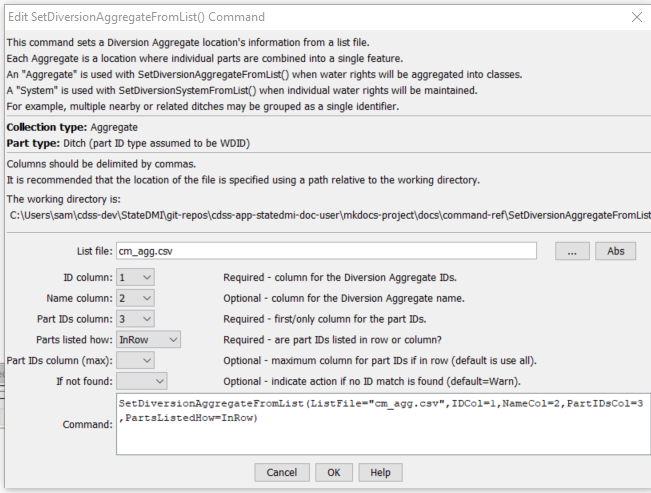 Edit SetDiversionAggregateFromList() Command
This command sets a Diversion Aggregate location's information from a list file.
Each Aggregate is a location where individual parts are combined into a single feature.
An "Aggregate" is used with SetDiversionAggregateFromList() when water rights will be aggregated into classes.
A "System" is used with SetDiversionSystemFromList() when individual water rights will be maintained.
For example, multiple nearby or related ditches may be grouped as a single identifier.
Collection type: Aggregate
Part type: Ditch (part ID type assumed to be WDID)
Columns should be delimited by commas.
It is recommended that the location of the file is specified using a path relative to the working directory.
The working directory is:
C:\Users\sam\cdss-dev\StateDMI\git-repos\cdss-app-statedmi-doc-user\mkdocs-project\docs\command-ref\SetDiversionAggregateFromList
List file: cm_agg.csv ... Abs
ID column: 1 Required - column for the Diversion Aggregate IDs.
Name column: 2 Optional - column for the Diversion Aggregate name.
Part IDs column: 3 Required - first/only column for the part IDs.
Parts listed how: InRow Required - are part IDs listed in row or column?
Part IDs column (max): Optional - maximum column for part IDs if in row (default is use all).
If not found: Optional - indicate action if no ID match is found (default=Warn).
Command: SetDiversionAggregateFromList(ListFile="cm_agg.csv",IDCol=1,NameCol=2,PartIDsCol=3
,PartsListedHow=InRow)
Cancel OK Help